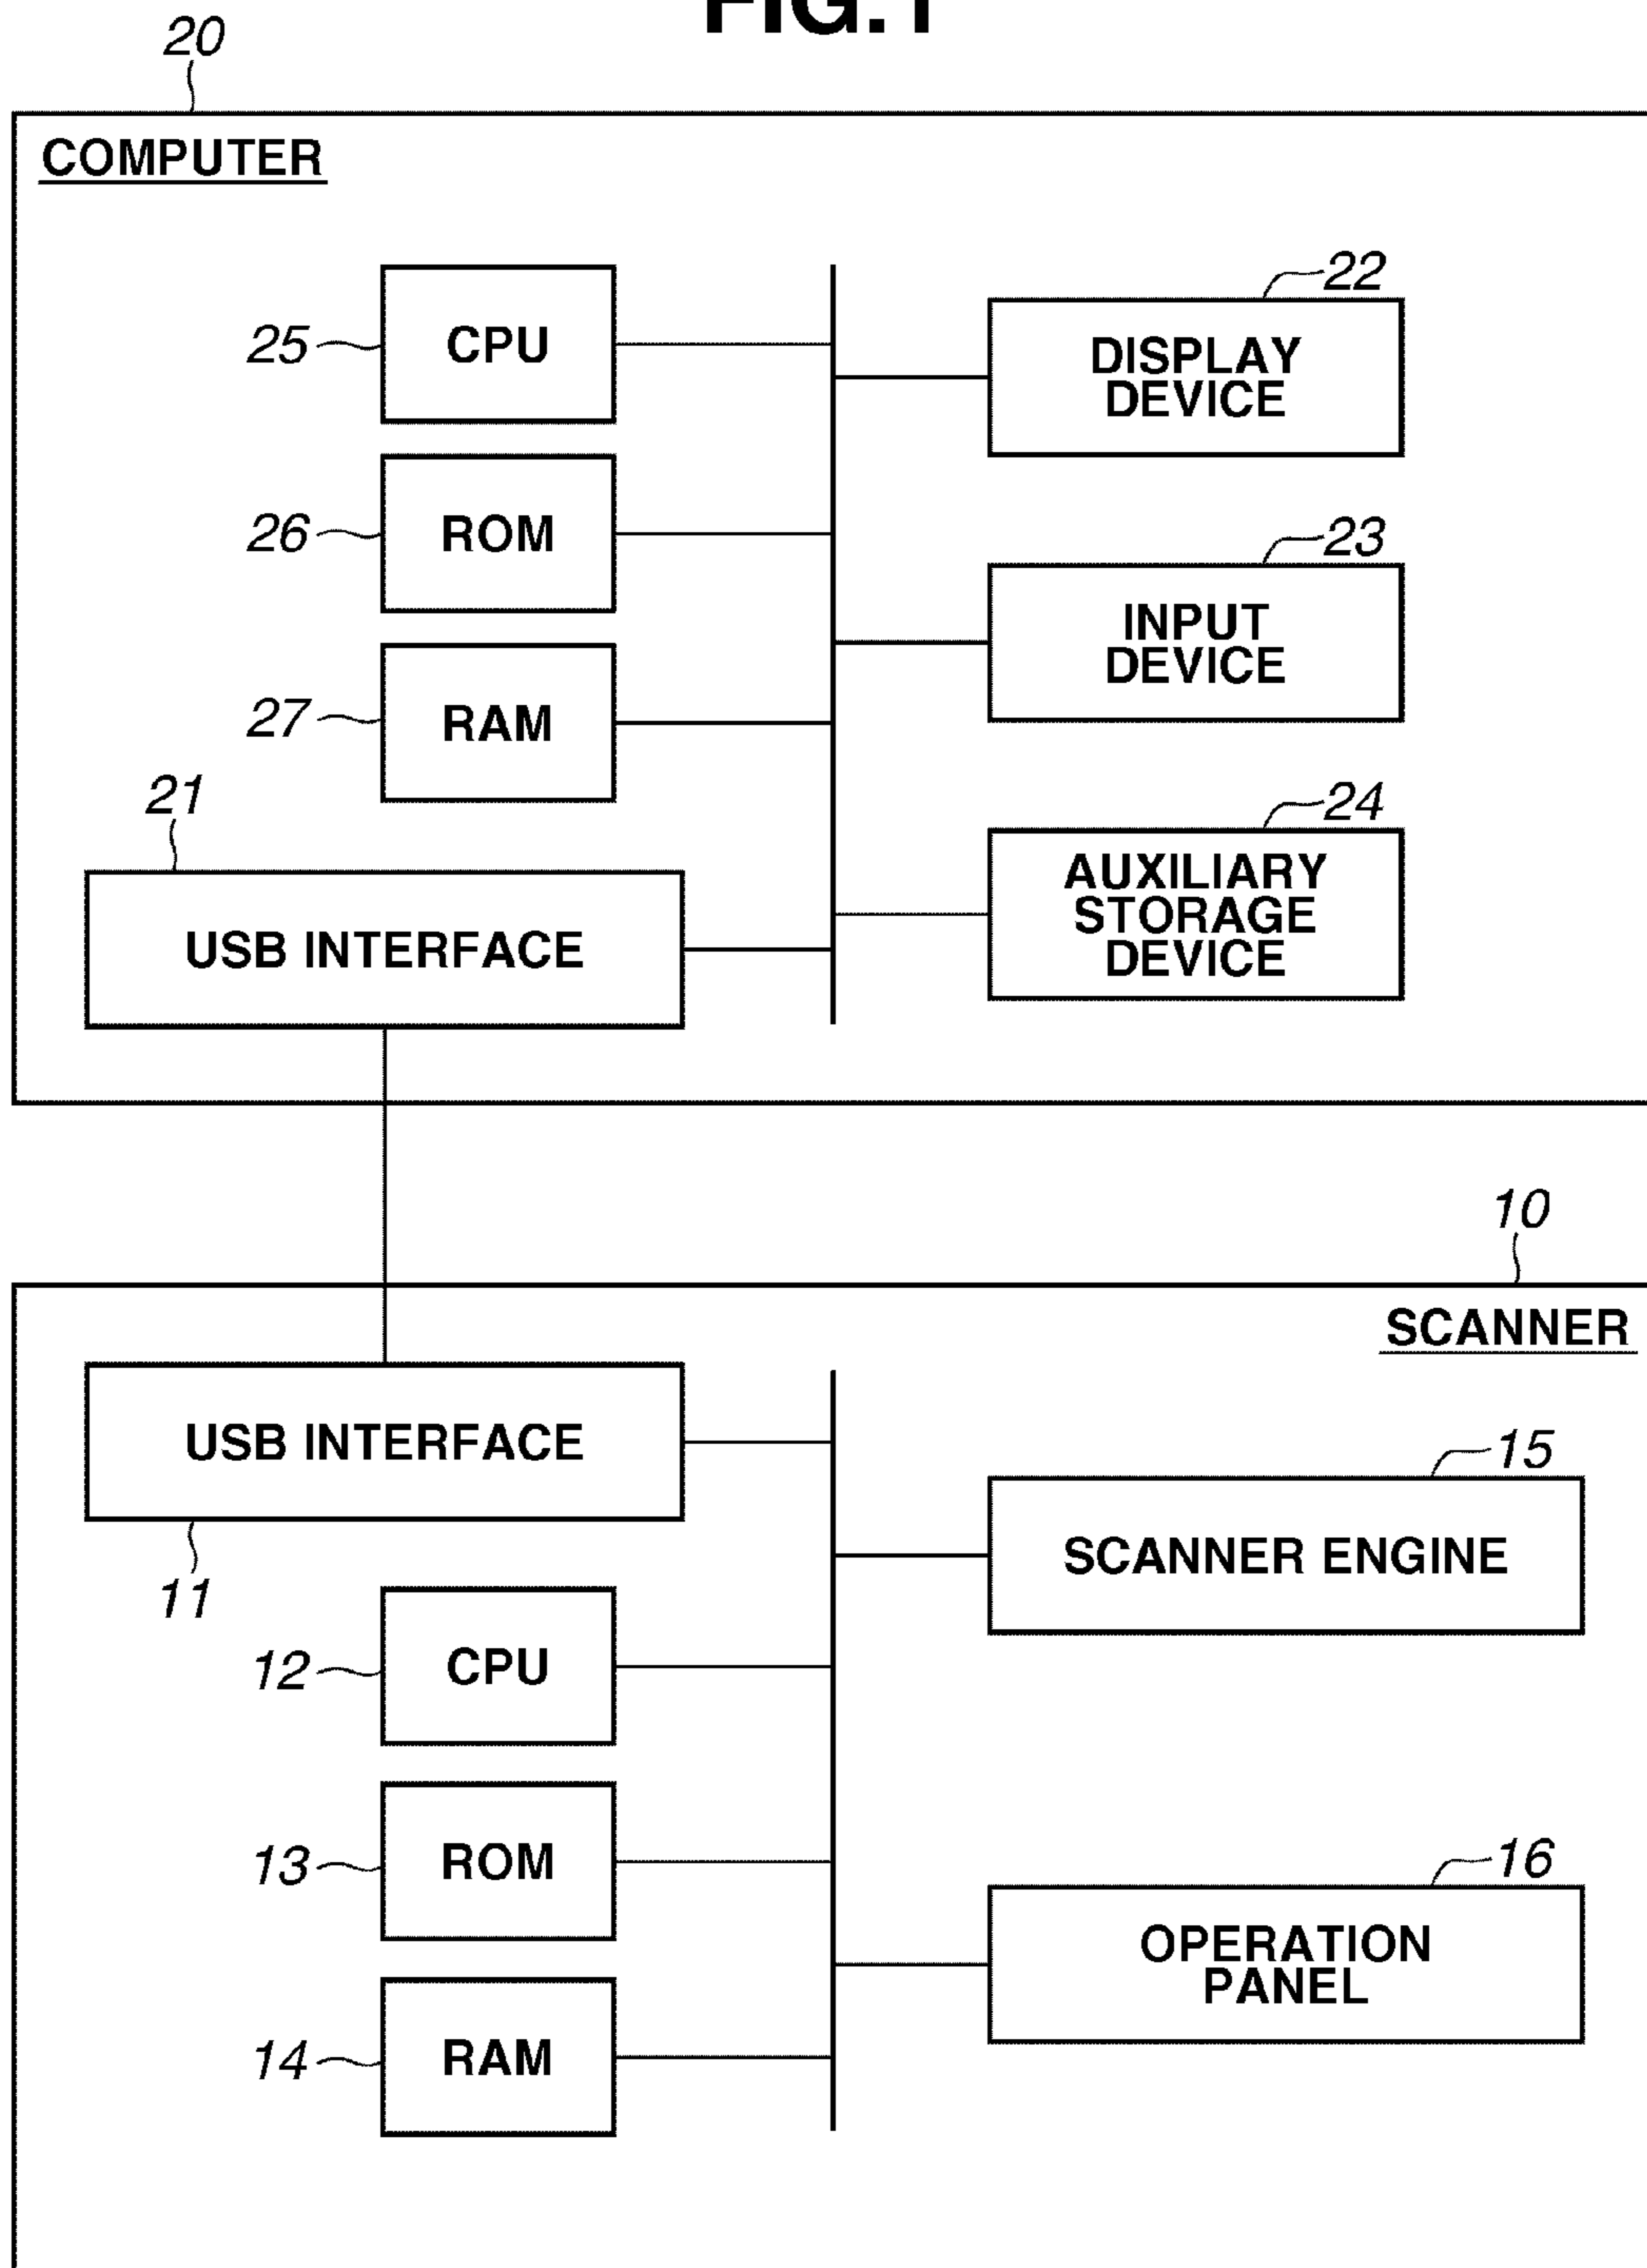 FIG.1
20
COMPUTER
25
CPU
22
DISPLAY
DEVICE
26
ROM
23
INPUT
DEVICE
27
RAM
21
USB INTERFACE
24
AUXILIARY
STORAGE
DEVICE
10
SCANNER
USB INTERFACE
11
15
SCANNER ENGINE
12
CPU
13
ROM
16
OPERATION
PANEL
14
RAM